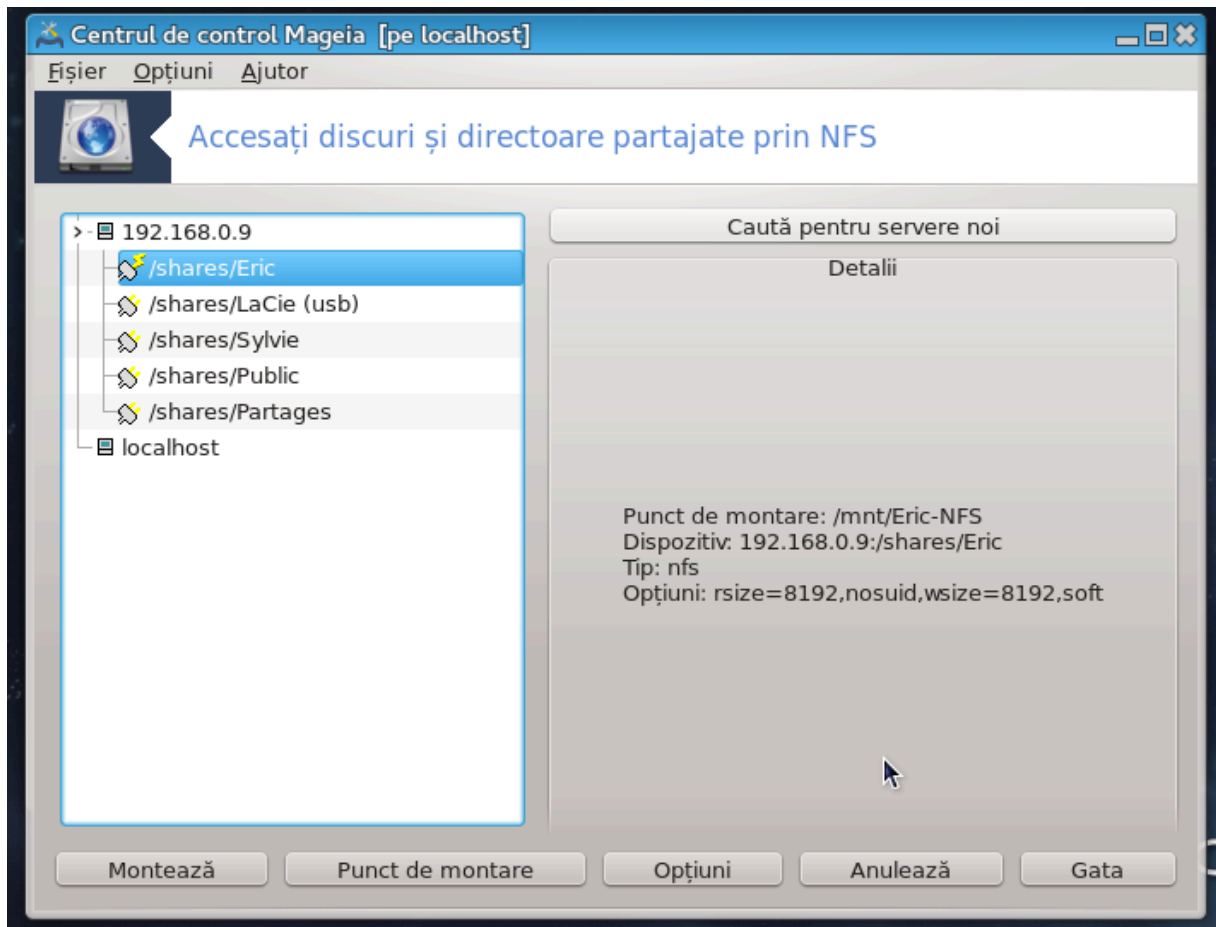 Centrul de control Mageia [pe localhost]
Fișier Opțiuni Ajutor
Accesați discuri și directoare partajate prin NFS
192.168.0.9
/shares/Eric
/shares/LaCie (usb)
/shares/Sylvie
/shares/Public
/shares/Partages
localhost
Caută pentru servere noi
Detalii
Punct de montare: /mnt/Eric-NFS
Dispozitiv: 192.168.0.9:/shares/Eric
Tip: nfs
Opțiuni: rsize=8192,nosuid,wsize=8192,soft
Montează Punct de montare Opțiuni Anulează Gata